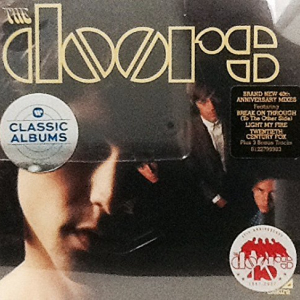 THE
doors
CLASSIC
ALBUMS
BRAND NEW 40th
ANNIVERSARY MIXES
Featuring
BREAK ON THROUGH
(To The Other Side)
LIGHT MY FIRE
TWENTIETH
CENTURY FOX
Plus 3 Bonus Tracks
doors
40